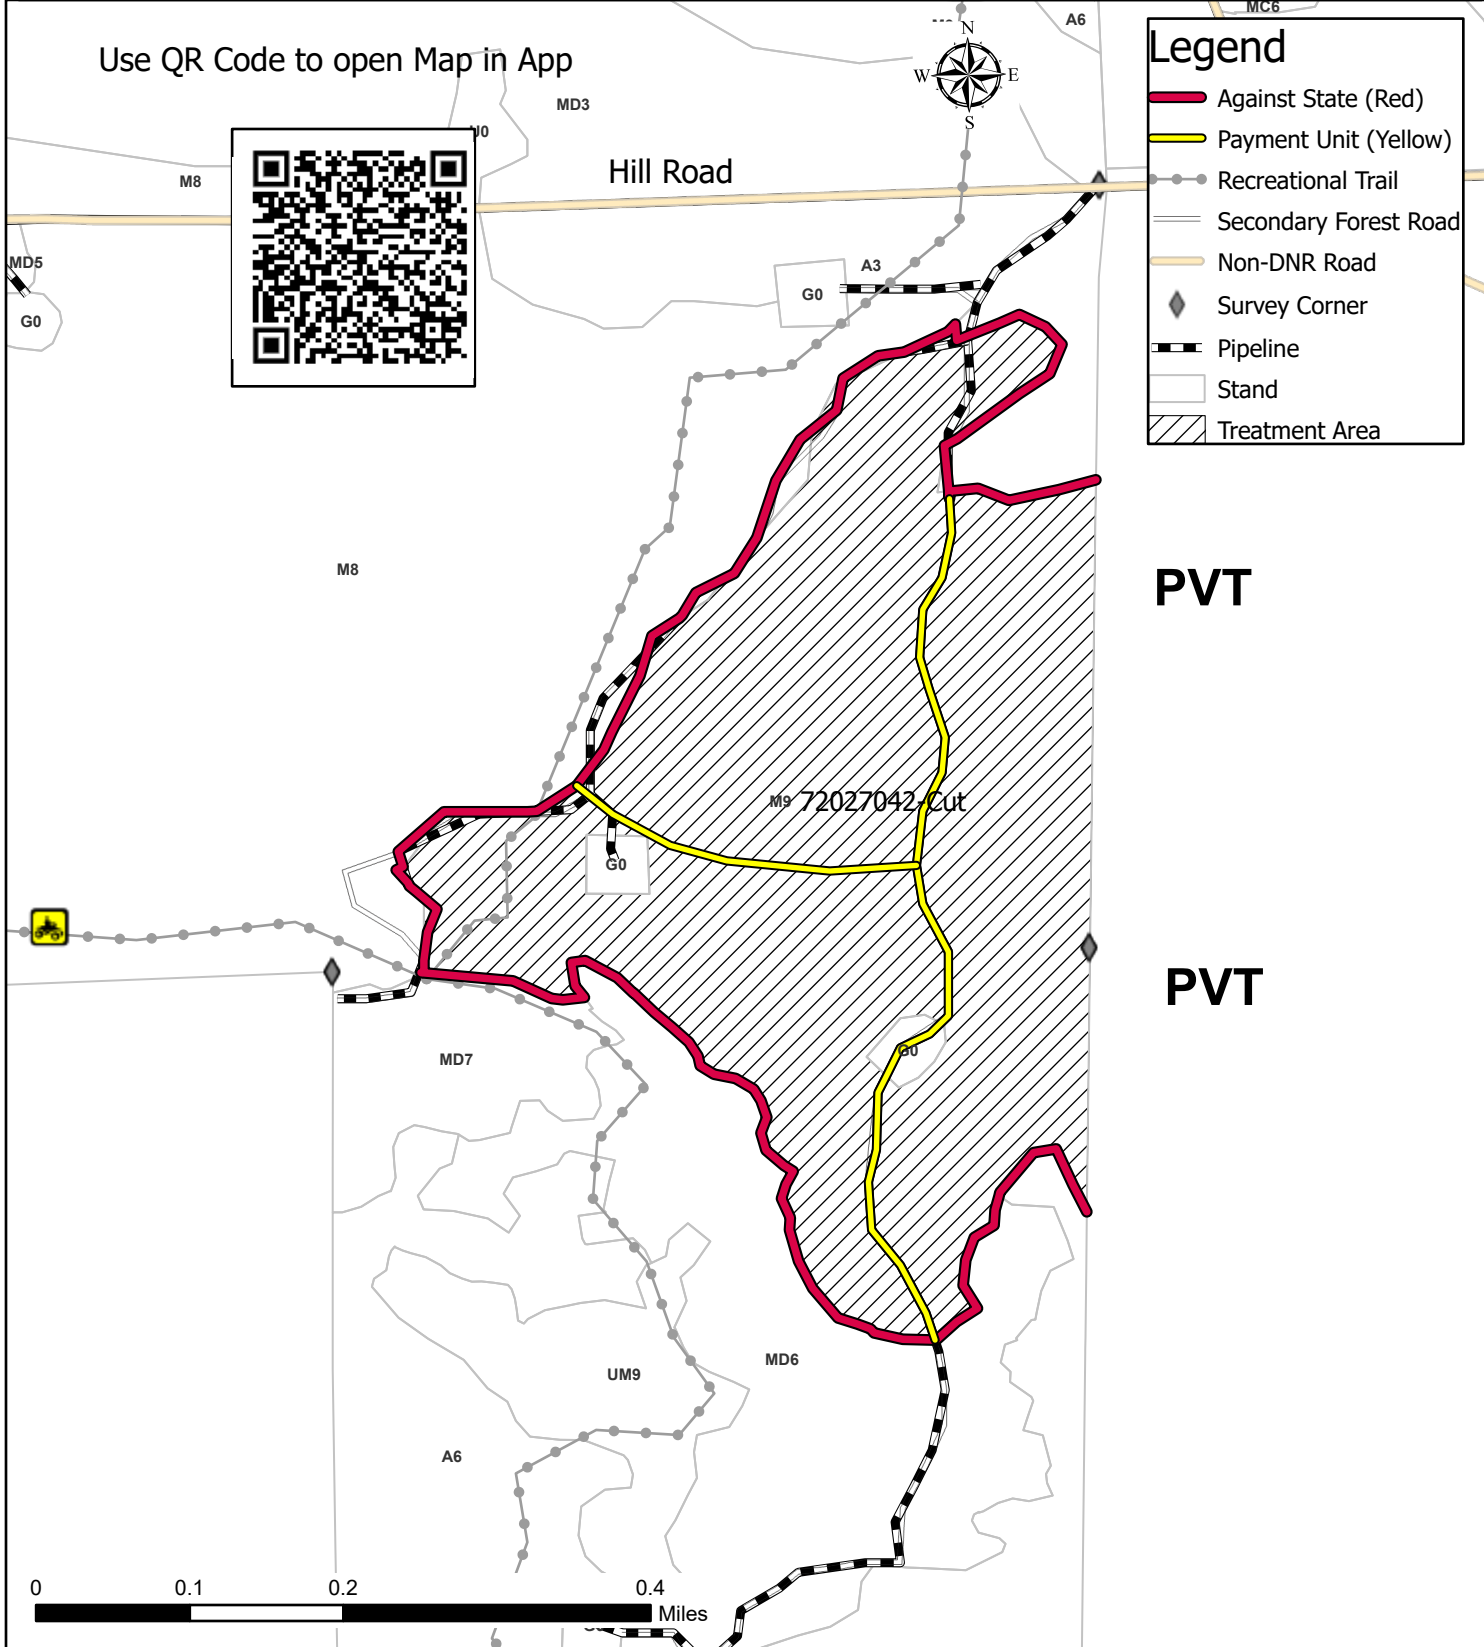 A6
MC6
N
W
E
S
Use QR Code to open Map in App
Legend
Against State (Red)
Payment Unit (Yellow)
Recreational Trail
Secondary Forest Road
Non-DNR Road
Survey Corner
Pipeline
Stand
Treatment Area
MD3
M8
Hill Road
MD5
G0
A3
G0
M8
PVT
M9 72027042-Cut
G0
PVT
G0
MD7
MD6
UM9
A6
0 0.1 0.2 0.4
Miles